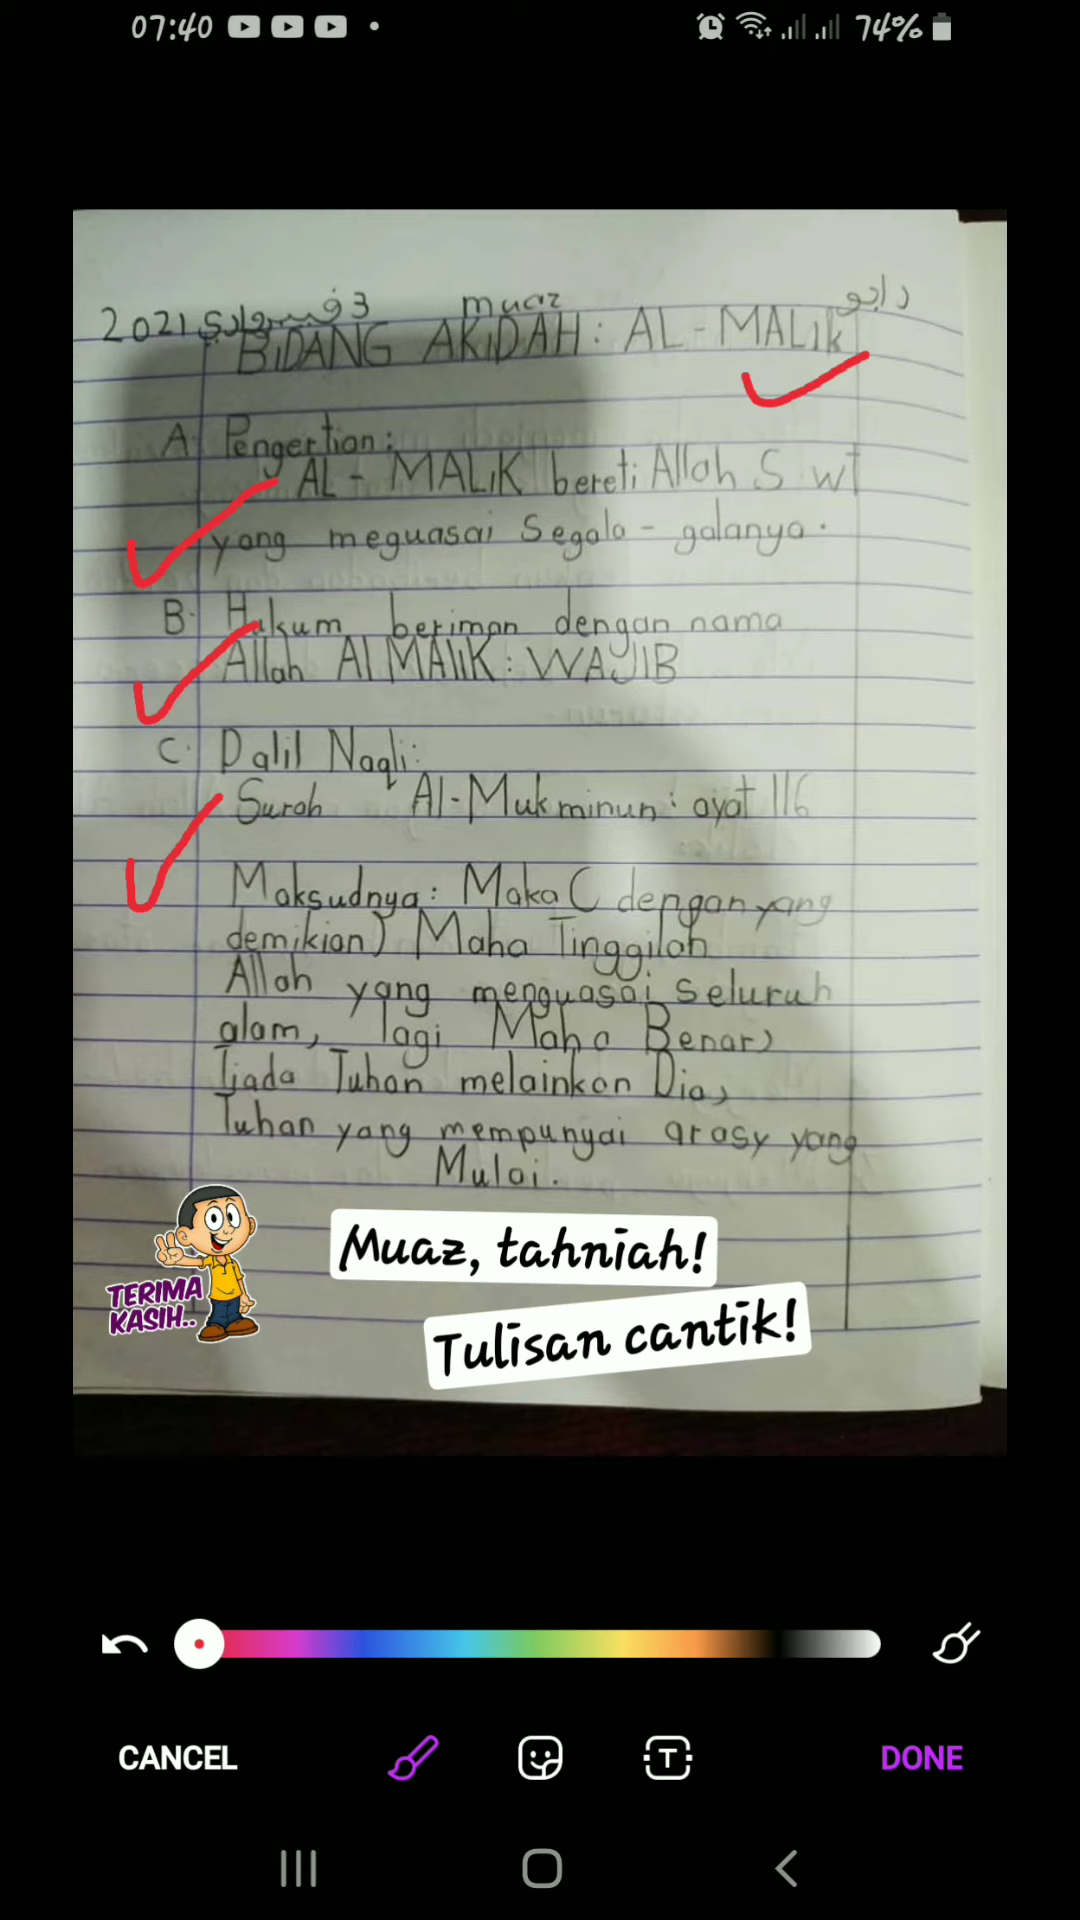 07:40
74%
رابو
muaz
3 فيبرواري 2021
BIDANG AKIDAH: AL-MALIk
A. Pengertian:
AL-MALIK bereti Allah S.wt
yang meguasai Segala-galanya.
B. Hukum beriman dengan nama
Allah Al MALIK: WAJIB
C. Dalil Naqli:
Surah Al-Mukminun: ayat 116
Maksudnya: Maka (dengan yang
demikian) Maha Tinggilah
Allah yang menguasai seluruh
alam, lagi Maha Benar,
Tiada Tuhan melainkan Dia,
Tuhan yang mempunyai arasy yang
Mulai.
TERIMA
KASIH..
Muaz, tahniah!
Tulisan cantik!
T
CANCEL
DONE